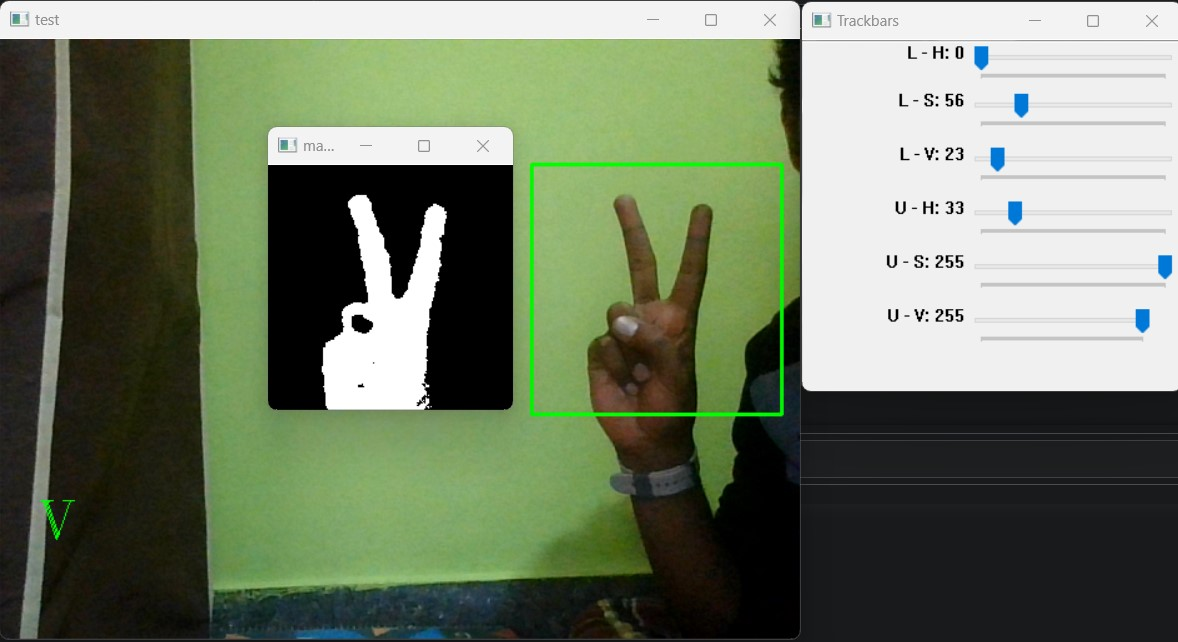 test
Trackbars
L - H: 0
L - S: 56
L - V: 23
U - H: 33
U - S: 255
U - V: 255
ma...
V